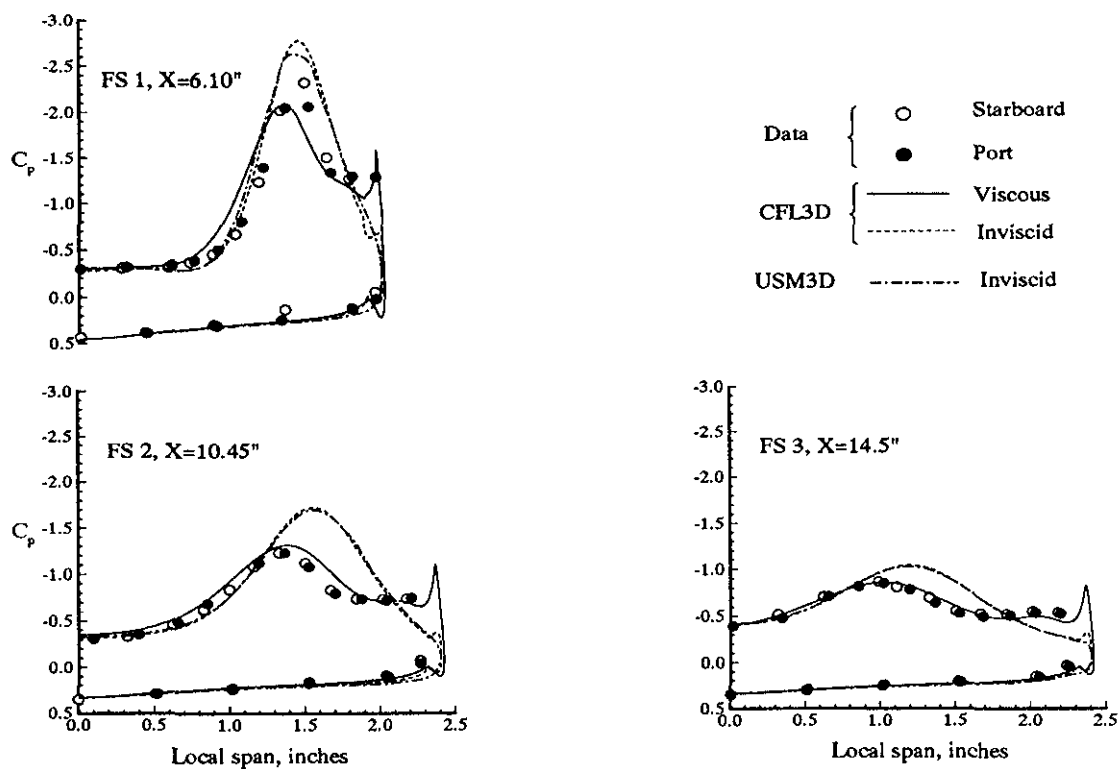 -3.0
-2.5
-2.0
-1.5
-1.0
-0.5
0.0
0.5
C_p
FS 1, X=6.10"
Data
Starboard
Port
CFL3D
Viscous
Inviscid
USM3D
Inviscid
-3.0
-2.5
-2.0
-1.5
-1.0
-0.5
0.0
0.5
C_p
FS 2, X=10.45"
0.0 0.5 1.0 1.5 2.0 2.5
Local span, inches
-3.0
-2.5
-2.0
-1.5
-1.0
-0.5
0.0
0.5
FS 3, X=14.5"
0.0 0.5 1.0 1.5 2.0 2.5
Local span, inches